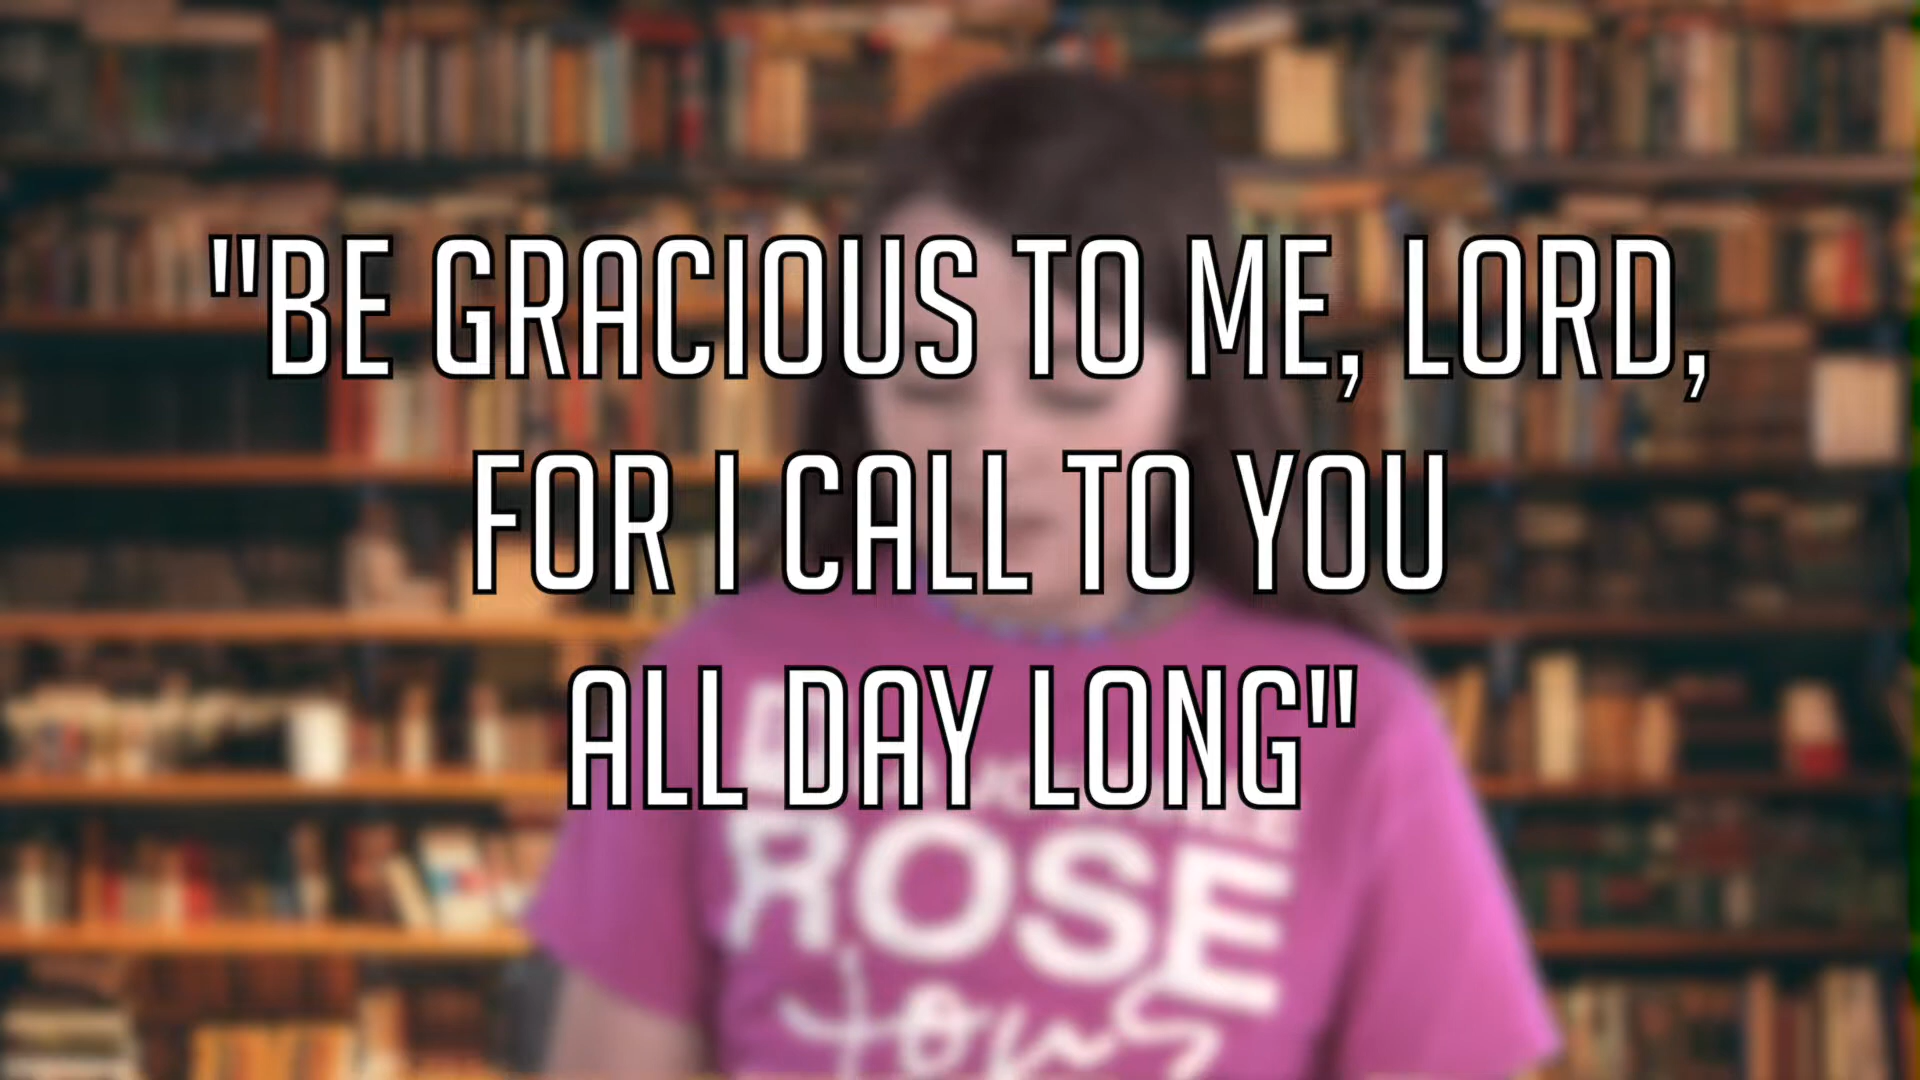 "BE GRACIOUS TO ME, LORD,
FOR I CALL TO YOU
ALL DAY LONG"
ROSE